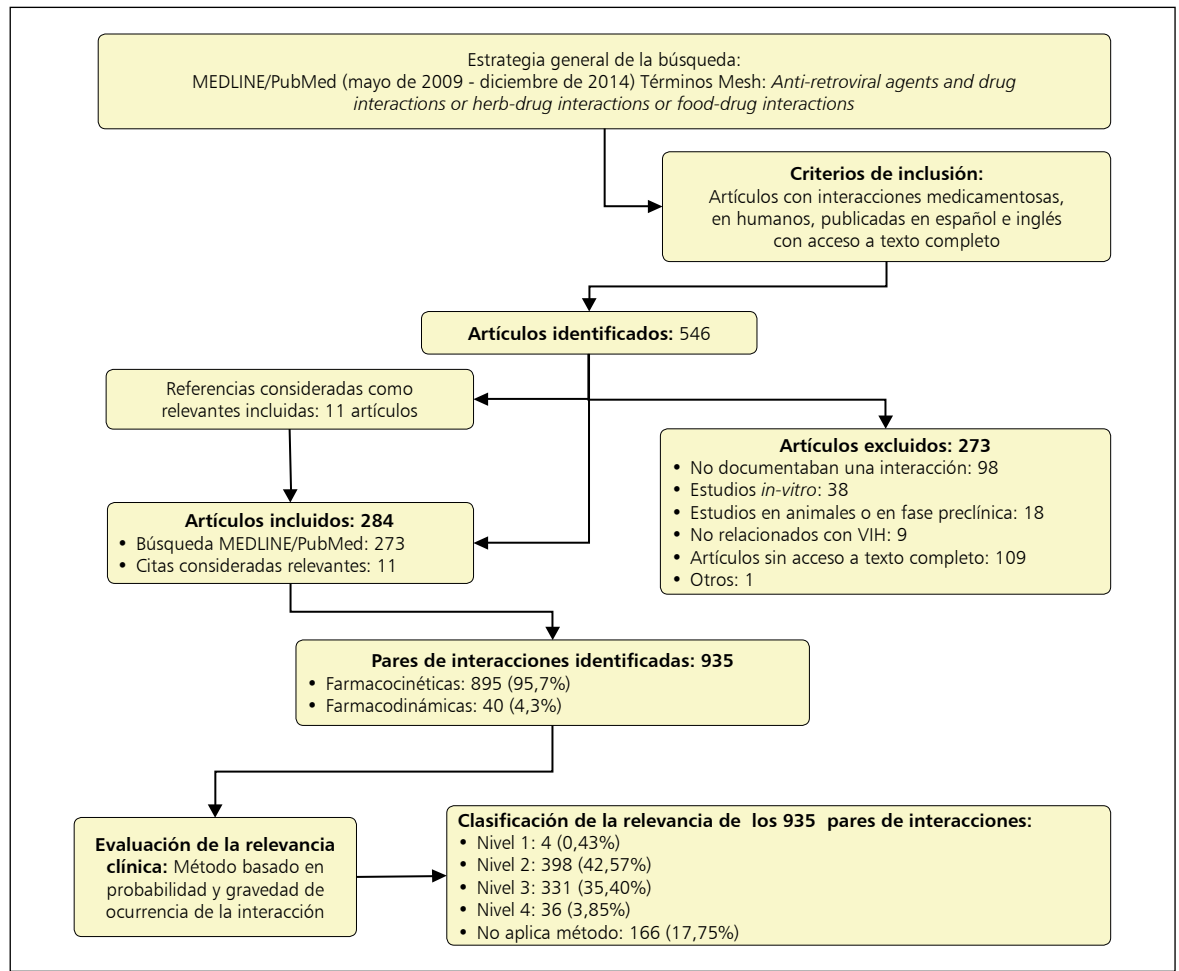 Estrategia general de la búsqueda:
MEDLINE/PubMed (mayo de 2009 - diciembre de 2014) Términos Mesh: Anti-retroviral agents and drug
interactions or herb-drug interactions or food-drug interactions
Criterios de inclusión:
Artículos con interacciones medicamentosas,
en humanos, publicadas en español e inglés
con acceso a texto completo
Artículos identificados: 546
Referencias consideradas como
relevantes incluidas: 11 artículos
Artículos excluidos: 273
• No documentaban una interacción: 98
• Estudios in-vitro: 38
• Estudios en animales o en fase preclínica: 18
• No relacionados con VIH: 9
• Artículos sin acceso a texto completo: 109
• Otros: 1
Artículos incluidos: 284
• Búsqueda MEDLINE/PubMed: 273
• Citas consideradas relevantes: 11
Pares de interacciones identificadas: 935
• Farmacocinéticas: 895 (95,7%)
• Farmacodinámicas: 40 (4,3%)
Evaluación de la relevancia
clínica: Método basado en
probabilidad y gravedad de
ocurrencia de la interacción
Clasificación de la relevancia de los 935 pares de interacciones:
• Nivel 1: 4 (0,43%)
• Nivel 2: 398 (42,57%)
• Nivel 3: 331 (35,40%)
• Nivel 4: 36 (3,85%)
• No aplica método: 166 (17,75%)